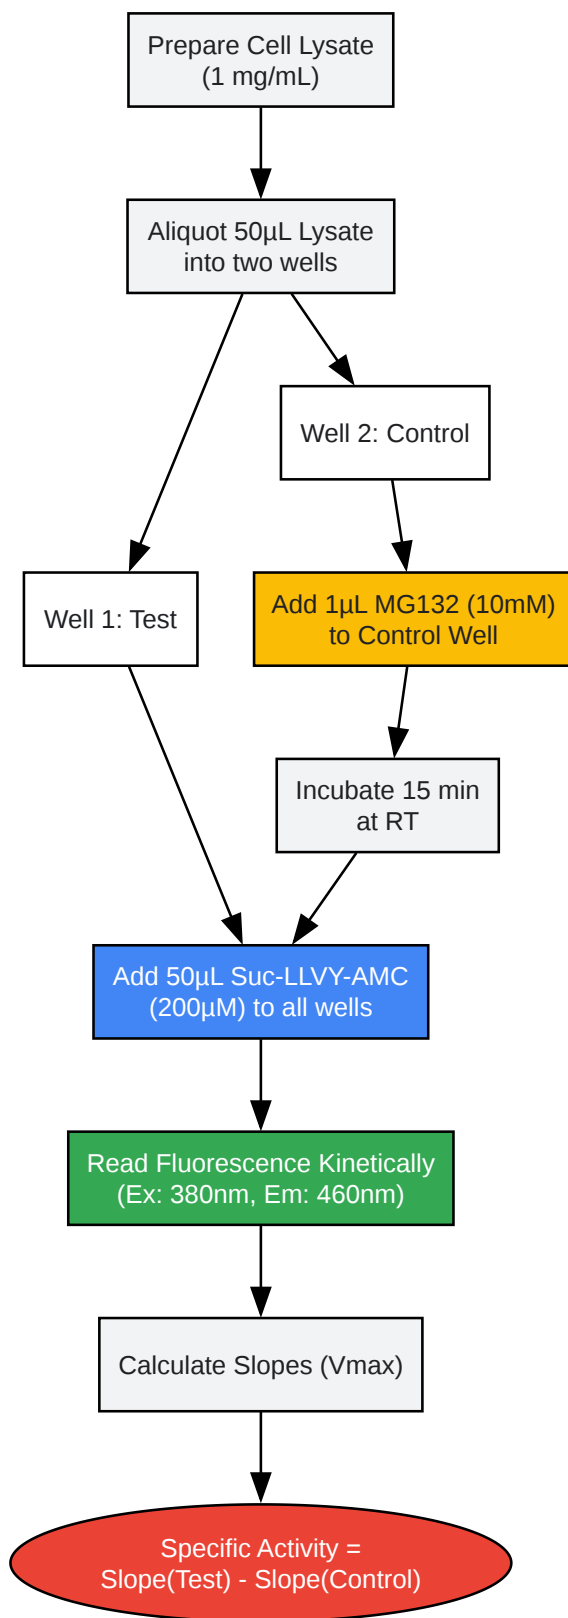 Prepare Cell Lysate
(1 mg/mL)
Aliquot 50µL Lysate
into two wells
Well 2: Control
Well 1: Test
Add 1µL MG132 (10mM)
to Control Well
Incubate 15 min
at RT
Add 50µL Suc-LLVY-AMC
(200µM) to all wells
Read Fluorescence Kinetically
(Ex: 380nm, Em: 460nm)
Calculate Slopes (Vmax)
Specific Activity =
Slope(Test) - Slope(Control)